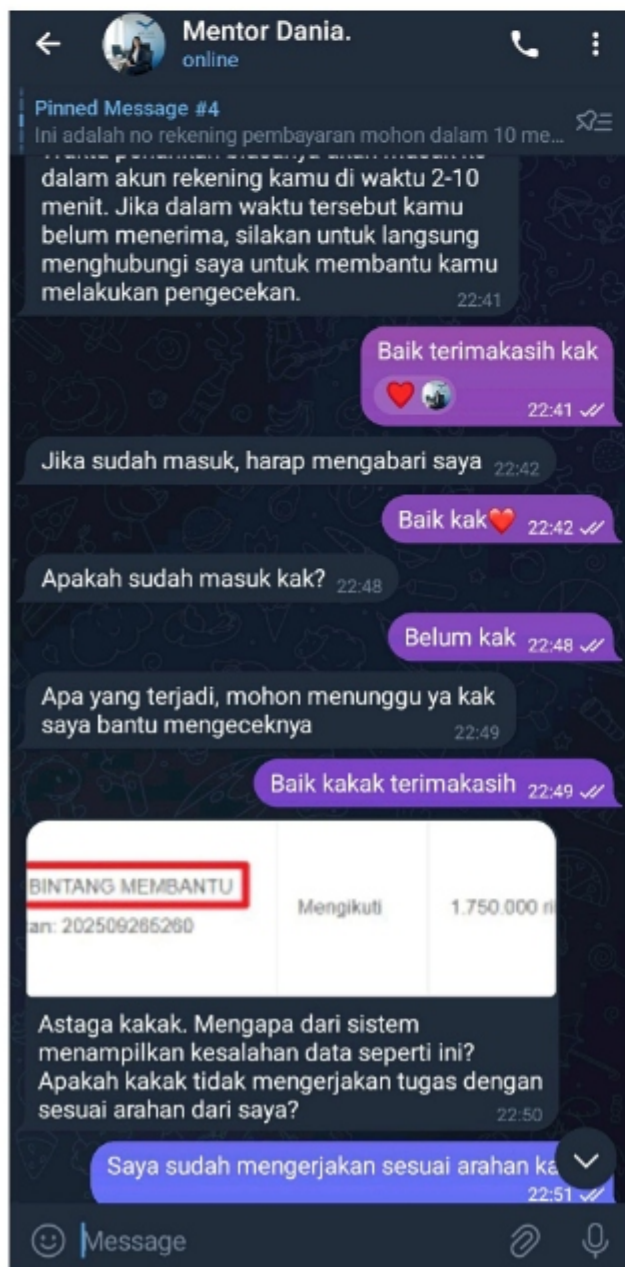 Mentor Dania.
online
Pinned Message #4
Ini adalah no rekening pembayaran mohon dalam 10 me...
dalam akun rekening kamu di waktu 2-10
menit. Jika dalam waktu tersebut kamu
belum menerima, silakan untuk langsung
menghubungi saya untuk membantu kamu
melakukan pengecekan.
22:41
Baik terimakasih kak
22:41
Jika sudah masuk, harap mengabari saya 22:42
Baik kak❤️ 22:42
Apakah sudah masuk kak? 22:48
Belum kak 22:48
Apa yang terjadi, mohon menunggu ya kak
saya bantu mengeceknya
22:49
Baik kakak terimakasih 22:49
BINTANG MEMBANTU
an: 202509265260
Mengikuti
1.750.000 ri
Astaga kakak. Mengapa dari sistem
menampilkan kesalahan data seperti ini?
Apakah kakak tidak mengerjakan tugas dengan
sesuai arahan dari saya?
22:50
Saya sudah mengerjakan sesuai arahan ka
22:51
Message